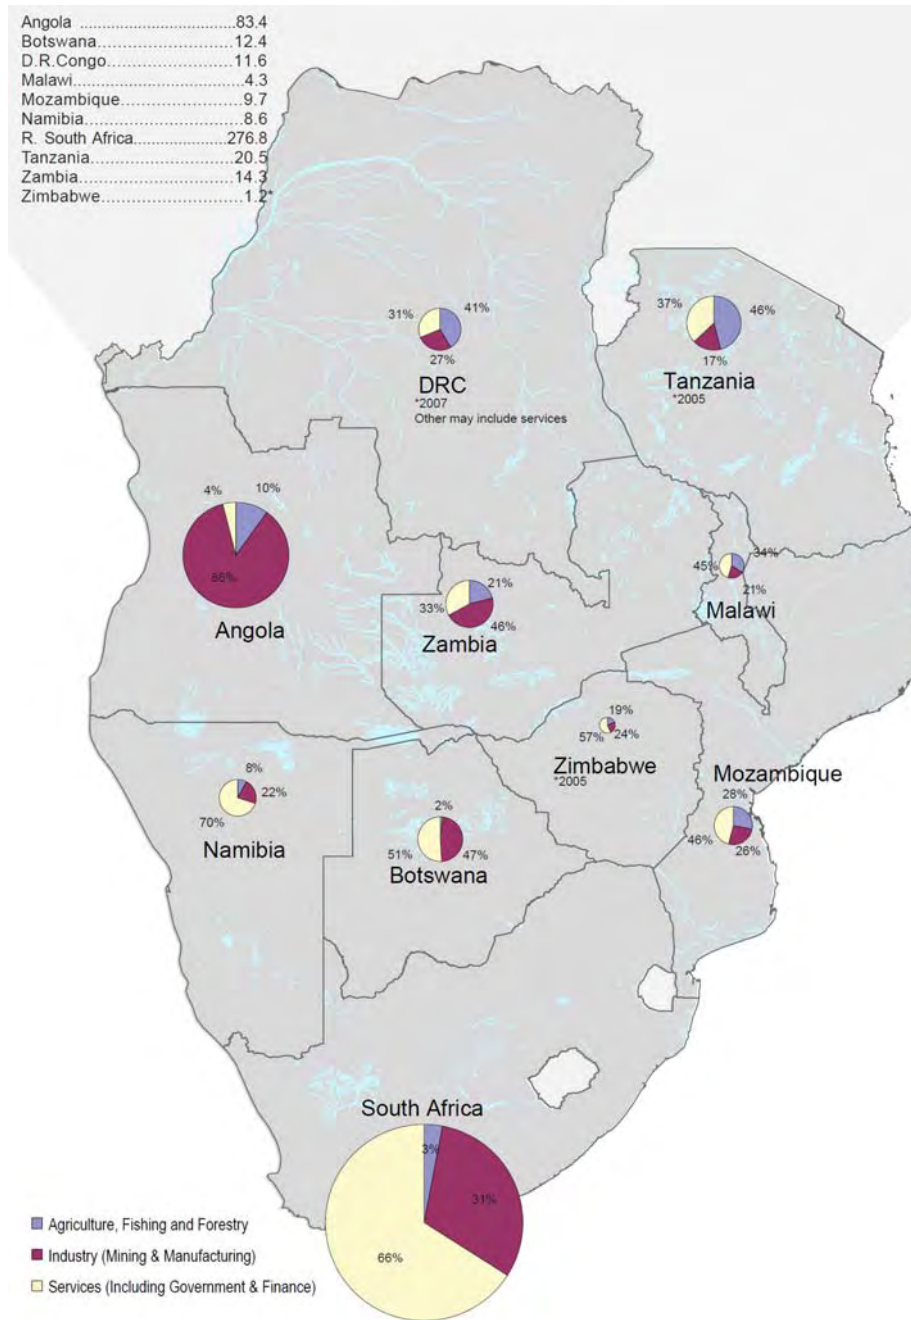 Angola ..............................83.4
Botswana............................12.4
D.R.Congo..........................11.6
Malawi.................................4.3
Mozambique.......................9.7
Namibia...............................8.6
R. South Africa..................276.8
Tanzania............................20.5
Zambia...............................14.3
Zimbabwe............................1.2*
31%
41%
27%
DRC
*2007
Other may include services
37%
46%
17%
Tanzania
*2005
4%
10%
86%
Angola
21%
33%
46%
Zambia
34%
45%
21%
Malawi
19%
57%
24%
Zimbabwe
*2005
Mozambique
28%
46%
26%
8%
22%
70%
Namibia
2%
51%
47%
Botswana
South Africa
3%
31%
66%
Agriculture, Fishing and Forestry
Industry (Mining & Manufacturing)
Services (Including Government & Finance)